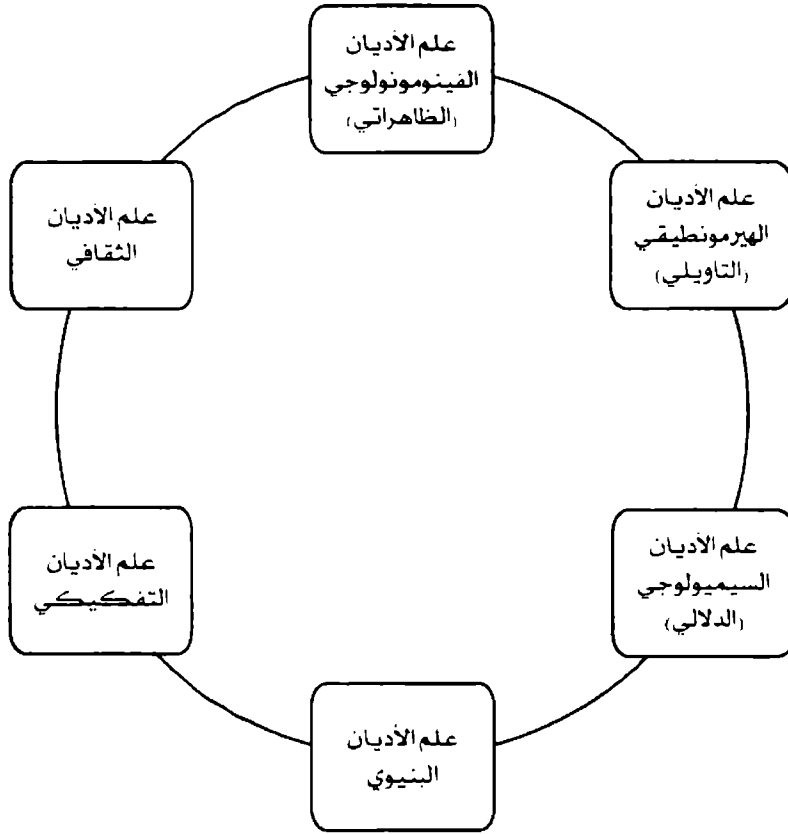 علم الأديان
الفينومونولوجي
(الظاهراتي)
علم الأديان
الهيرمونطيقي
(التاويلي)
علم الأديان
السيميولوجي
(الدلالي)
علم الأديان
البنيوي
علم الأديان
التفكيكي
علم الأديان
الثقافي